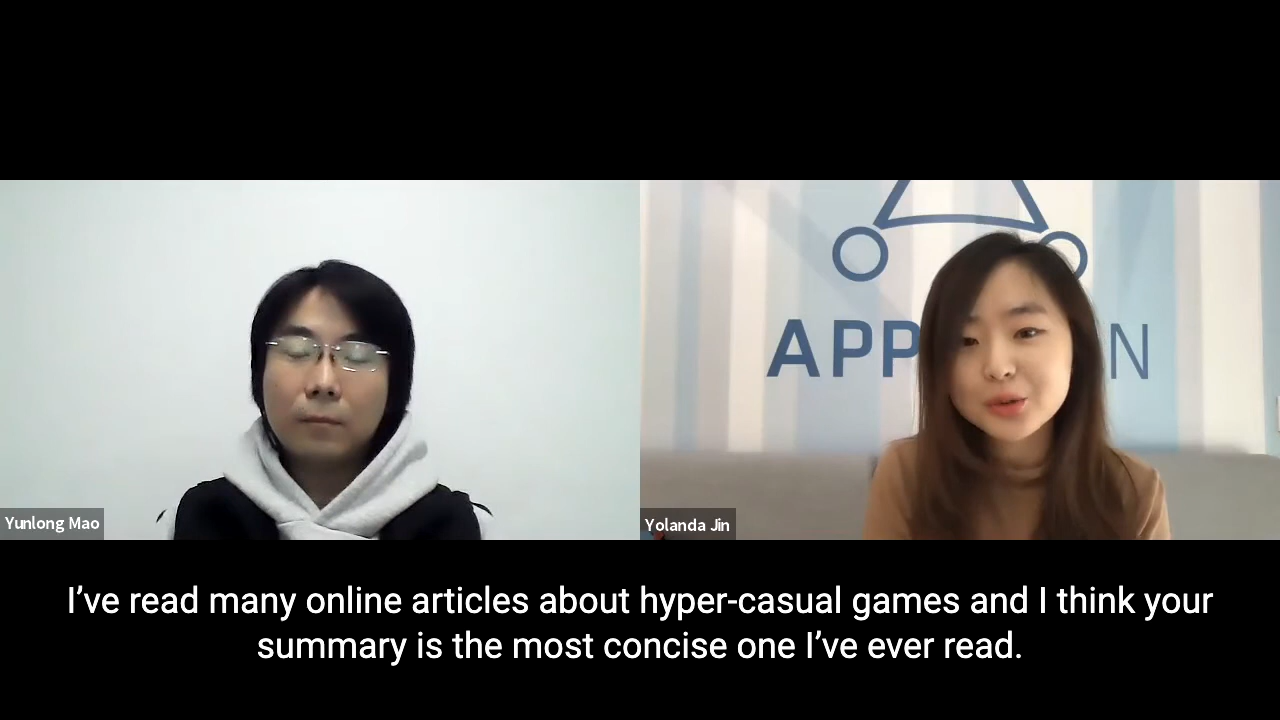 APP
N
Yunlong Mao
Yolanda Jin
I’ve read many online articles about hyper-casual games and I think your
summary is the most concise one I’ve ever read.